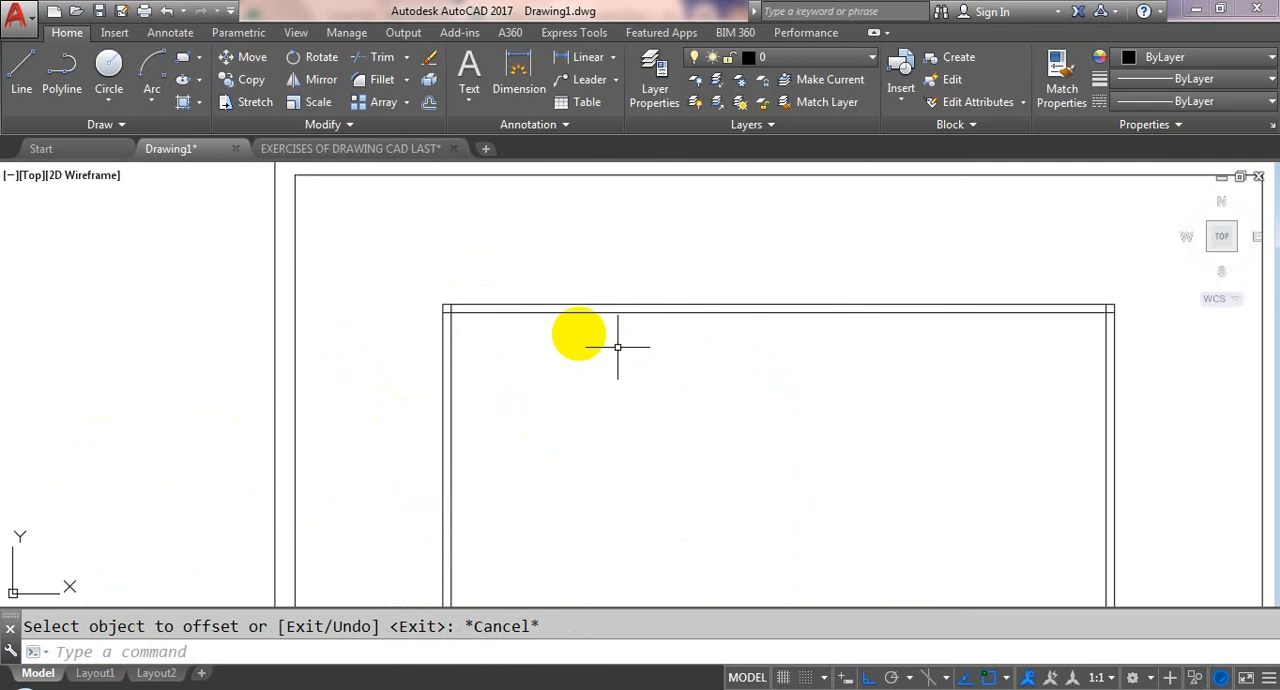 Autodesk AutoCAD 2017 Drawing1.dwg
Type a keyword or phrase
Sign In
Home Insert Annotate Parametric View Manage Output Add-ins A360 Express Tools Featured Apps BIM 360 Performance
Line Polyline Circle Arc
Draw
Move Rotate Trim
Copy Mirror Fillet
Stretch Scale Array
Modify
Text Dimension
Linear
Leader
Table
Annotation
Layer
Properties
0
Make Current
Match Layer
Layers
Insert
Create
Edit
Edit Attributes
Block
Match
Properties
ByLayer
ByLayer
ByLayer
Properties
Start Drawing1* EXERCISES OF DRAWING CAD LAST*
[−][Top][2D Wireframe]
N
W TOP E
S
WCS
Y
X
Select object to offset or [Exit/Undo] <Exit>: *Cancel*
Type a command
Model Layout1 Layout2
MODEL 1:1